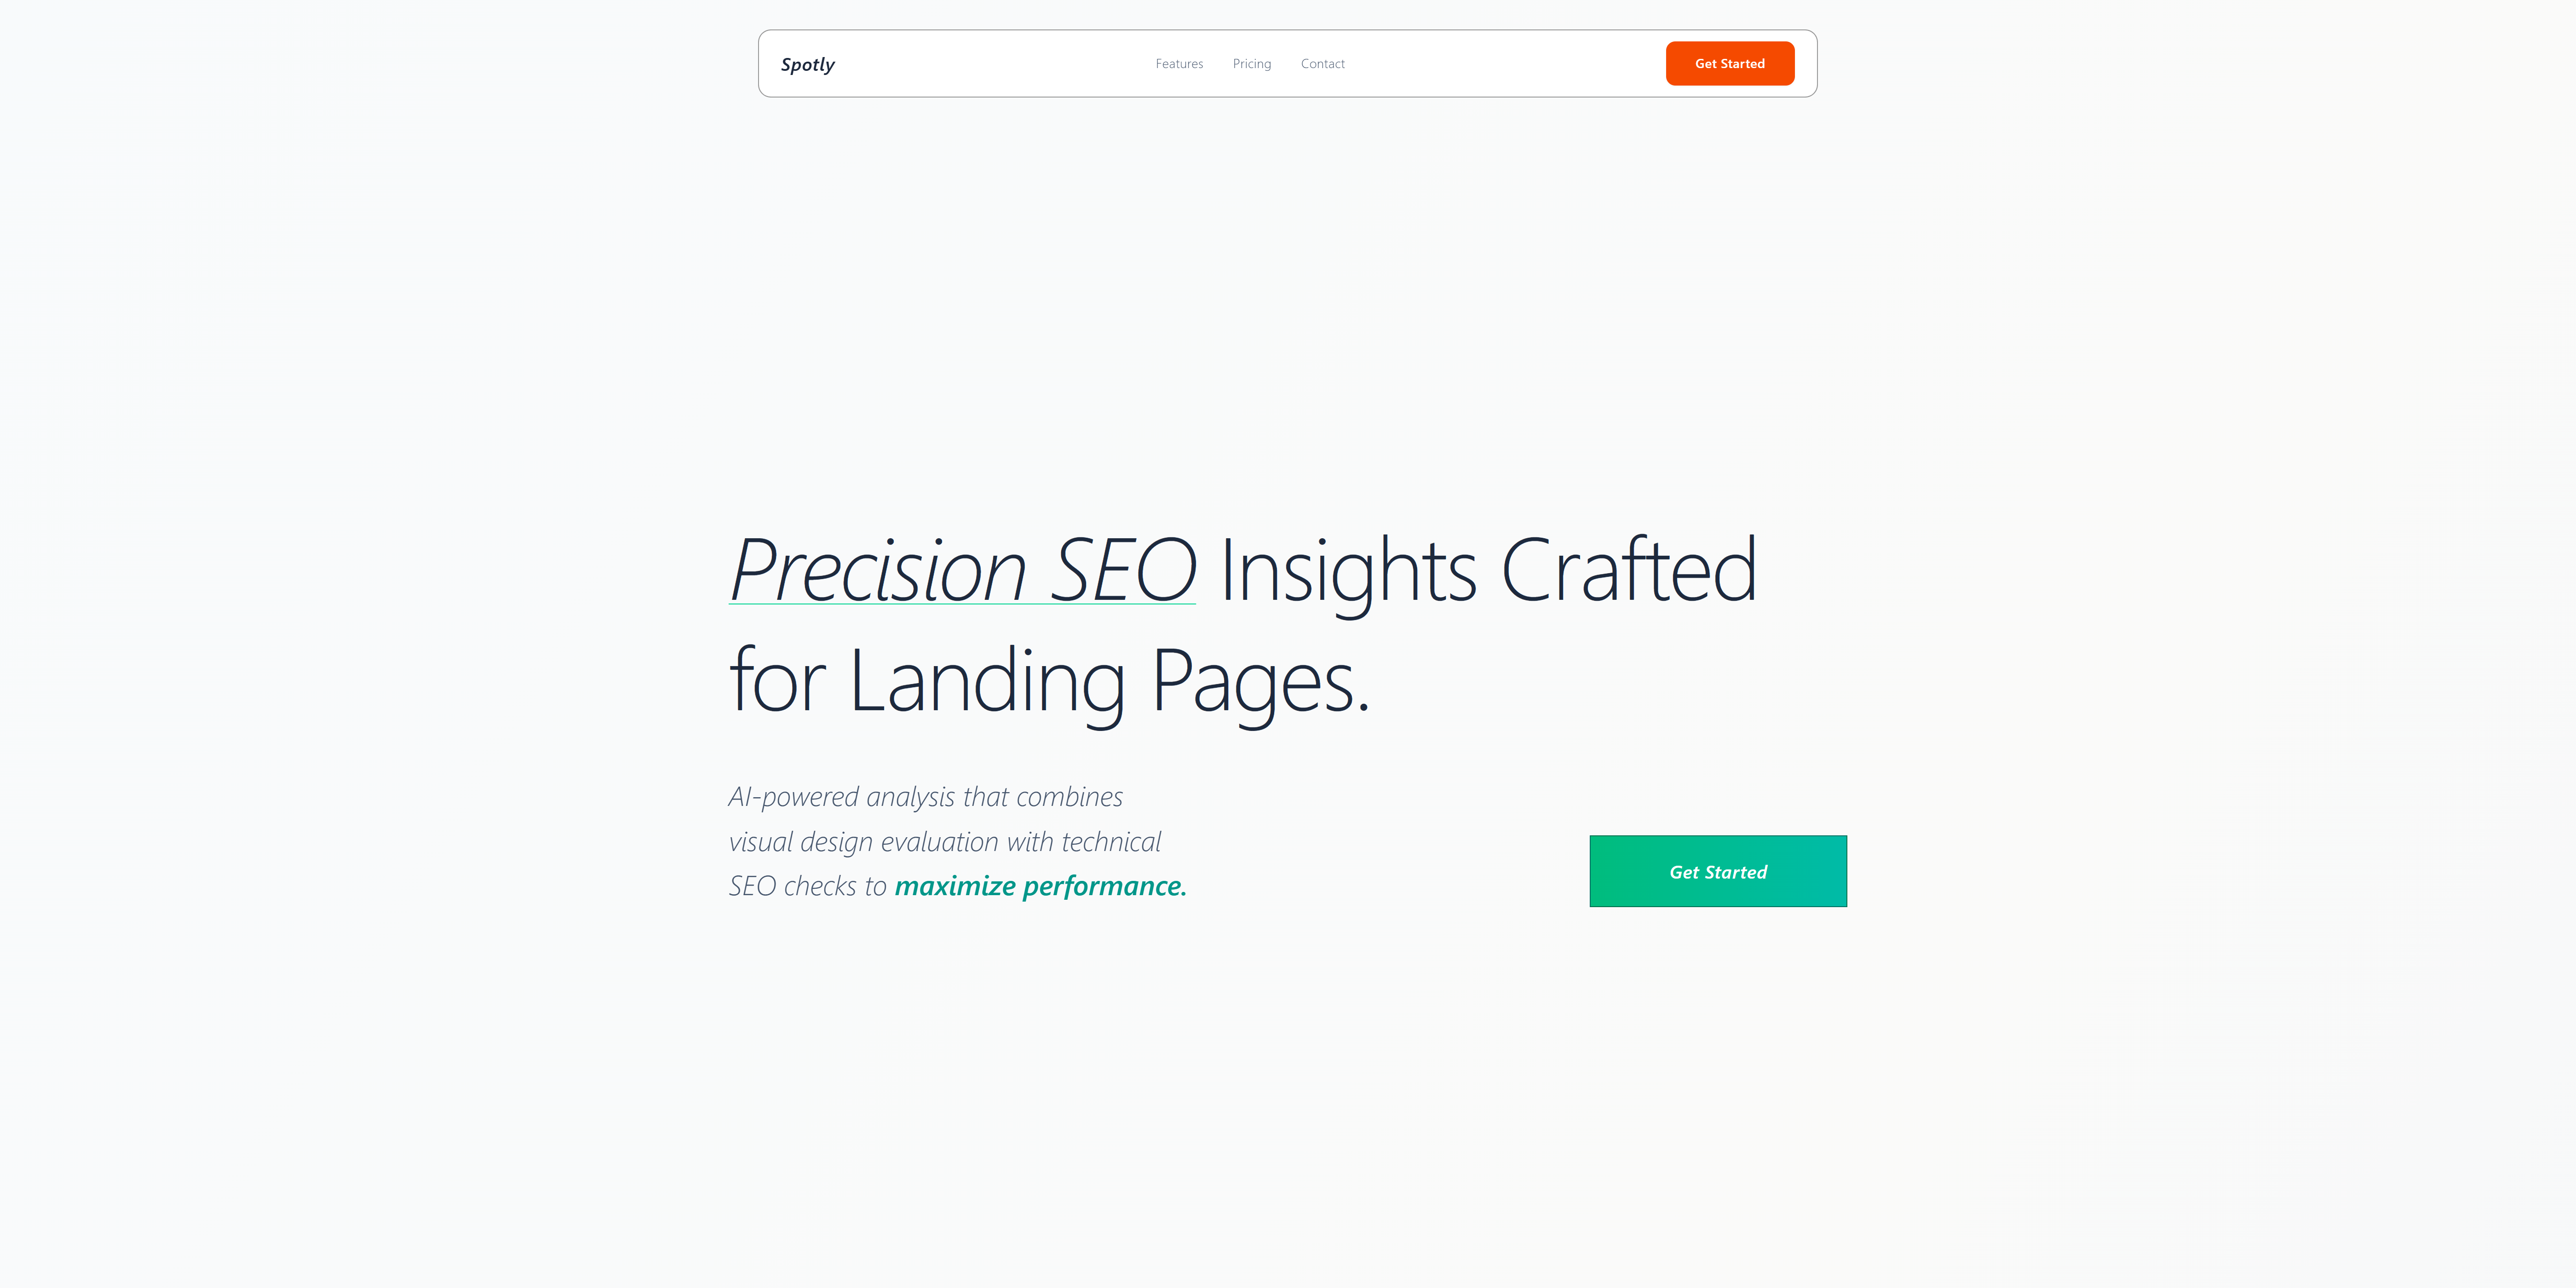 Spotly
Features
Pricing
Contact
Get Started
Precision SEO Insights Crafted
for Landing Pages.
AI-powered analysis that combines
visual design evaluation with technical
SEO checks to maximize performance.
Get Started